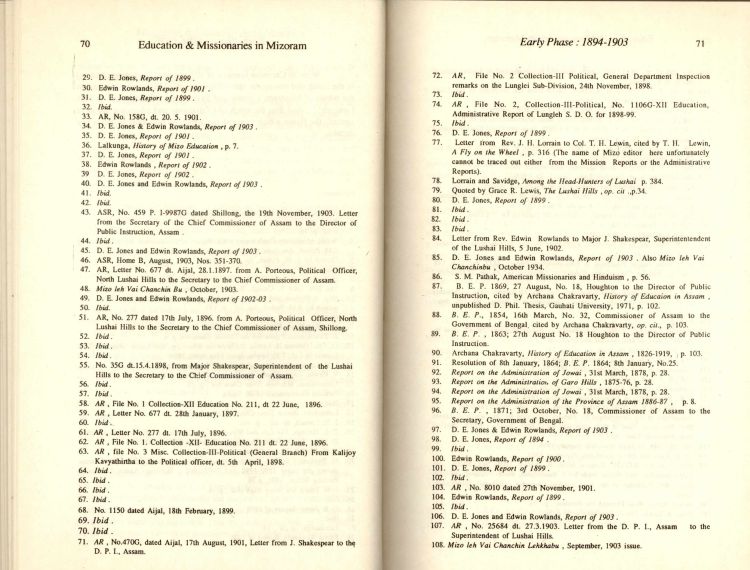 70 Education & Missionaries in Mizoram
29. D. E. Jones, Report of 1899 .
30. Edwin Rowlands, Report of 1901 .
31. D. E. Jones, Report of 1899 .
32. Ibid.
33. AR, No. 158G, dt. 20. 5. 1901.
34. D. E. Jones & Edwin Rowlands, Report of 1903 .
35. D. E. Jones, Report of 1901 .
36. Lalkunga, History of Mizo Education , p. 7.
37. D. E. Jones, Report of 1901 .
38. Edwin Rowlands , Report of 1902 .
39 D. E. Jones, Report of 1902 .
40. D. E. Jones and Edwin Rowlands, Report of 1903 .
41. Ibid.
42. Ibid.
43. ASR, No. 459 P. 1-9987G dated Shillong, the 19th November, 1903. Letter
from the Secretary of the Chief Commissioner of Assam to the Director of
Public Instruction, Assam .
44. Ibid .
45. D. E. Jones and Edwin Rowlands, Report of 1903 .
46. ASR, Home B, August, 1903, Nos. 351-370.
47. AR, Letter No. 677 dt. Aijal, 28.1.1897. from A. Porteous, Political Officer,
North Lushai Hills to the Secretary to the Chief Commissioner of Assam.
48. Mizo leh Vai Chanchin Bu , October, 1903.
49. D. E. Jones and Edwin Rowlands, Report of 1902-03 .
50. Ibid.
51. AR, No. 277 dated 17th July, 1896. from A. Porteous, Political Officer, North
Lushai Hills to the Secretary to the Chief Commissioner of Assam, Shillong.
52. Ibid .
53. Ibid.
54. Ibid .
55. No. 35G dt.15.4.1898, from Major Shakespear, Superintendent of the Lushai
Hills to the Secretary to the Chief Commissioner of Assam.
56. Ibid .
57. Ibid .
58. AR , File No. 1 Collection-XII Education No. 211, dt 22 June, 1896.
59. AR , Letter No. 677 dt. 28th January, 1897.
60. Ibid .
61. AR , Letter No. 277 dt. 17th July, 1896.
62. AR , File No. 1. Collection -XII- Education No. 211 dt. 22 June, 1896.
63. AR , file No. 3 Misc. Collection-III-Political (General Branch) From Kalijoy
Kavyathirtha to the Political officer, dt. 5th April, 1898.
64. Ibid .
65. Ibid .
66. Ibid .
67. Ibid .
68. No. 1150 dated Aijal, 18th February, 1899.
69. Ibid .
70. Ibid .
71. AR , No.470G, dated Aijal, 17th August, 1901, Letter from J. Shakespear to the
D. P. I., Assam.
Early Phase : 1894-1903 71
72. AR, File No. 2 Collection-III Political, General Department Inspection
remarks on the Lunglei Sub-Division, 24th November, 1898.
73. Ibid .
74. AR , File No. 2, Collection-III-Political, No. 1106G-XII Education,
Administrative Report of Lungleh S. D. O. for 1898-99.
75. Ibid .
76. D. E. Jones, Report of 1899 .
77. Letter from Rev. J. H. Lorrain to Col. T. H. Lewin, cited by T. H. Lewin,
A Fly on the Wheel , p. 316 (The name of Mizo editor here unfortunately
cannot be traced out either from the Mission Reports or the Administrative
Reports).
78. Lorrain and Savidge, Among the Head-Hunters of Lushai p. 384.
79. Quoted by Grace R. Lewis, The Lushai Hills , op. cit .,p.34.
80. D. E. Jones, Report of 1899 .
81. Ibid .
82. Ibid .
83. Ibid .
84. Letter from Rev. Edwin Rowlands to Major J. Shakespear, Superintentendent
of the Lushai Hills, 5 June, 1902.
85. D. E. Jones and Edwin Rowlands, Report of 1903 . Also Mizo leh Vai
Chanchinbu , October 1934.
86. S. M. Pathak, American Missionaries and Hinduism , p. 56.
87. B. E. P. 1869, 27 August, No. 18, Houghton to the Director of Public
Instruction, cited by Archana Chakravarty, History of Educaion in Assam ,
unpublished D. Phil. Thesis, Gauhati University, 1971, p. 102.
88. B. E. P., 1854, 16th March, No. 32, Commissioner of Assam to the
Government of Bengal cited by Archana Chakravarty, op. cit., p. 103.
89. B. E. P. , 1863; 27th August No. 18 Houghton to the Director of Public
Instruction.
90. Archana Chakravarty, History of Education in Assam , 1826-1919, p. 103.
91. Resolution of 8th January, 1864; B. E. P. 1864; 8th January, No.25.
92. Report on the Administration of Jowai , 31st March, 1878, p. 28.
93. Report on the Administration of Garo Hills , 1875-76, p. 28.
94. Report on the Administration of Jowai , 31st March, 1878, p. 28.
95. Report on the Administration of the Province of Assam 1886-87 , p. 8.
96. B. E. P. , 1871; 3rd October, No. 18, Commissioner of Assam to the
Secretary, Government of Bengal.
97. D. E. Jones & Edwin Rowlands, Report of 1903 .
98. D. E. Jones, Report of 1894 .
99. Ibid .
100. Edwin Rowlands, Report of 1900 .
101. D. E. Jones, Report of 1899 .
102. Ibid .
103. AR , No. 8010 dated 27th November, 1901.
104. Edwin Rowlands, Report of 1899 .
105. Ibid .
106. D. E. Jones and Edwin Rowlands, Report of 1903 .
107. AR , No. 25684 dt. 27.3.1903. Letter from the D. P. I., Assam to the
Superintendent of Lushai Hills.
108. Mizo leh Vai Chanchin Lehkhabu , September, 1903 issue.